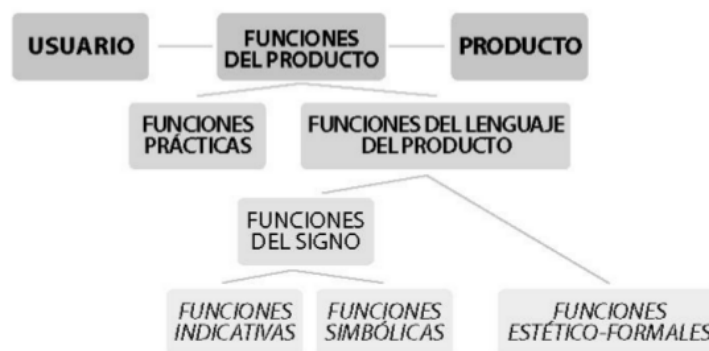 USUARIO
FUNCIONES
DEL PRODUCTO
PRODUCTO
FUNCIONES
PRÁCTICAS
FUNCIONES DEL LENGUAJE
DEL PRODUCTO
FUNCIONES
DEL SIGNO
FUNCIONES
INDICATIVAS
FUNCIONES
SIMBÓLICAS
FUNCIONES
ESTÉTICO-FORMALES